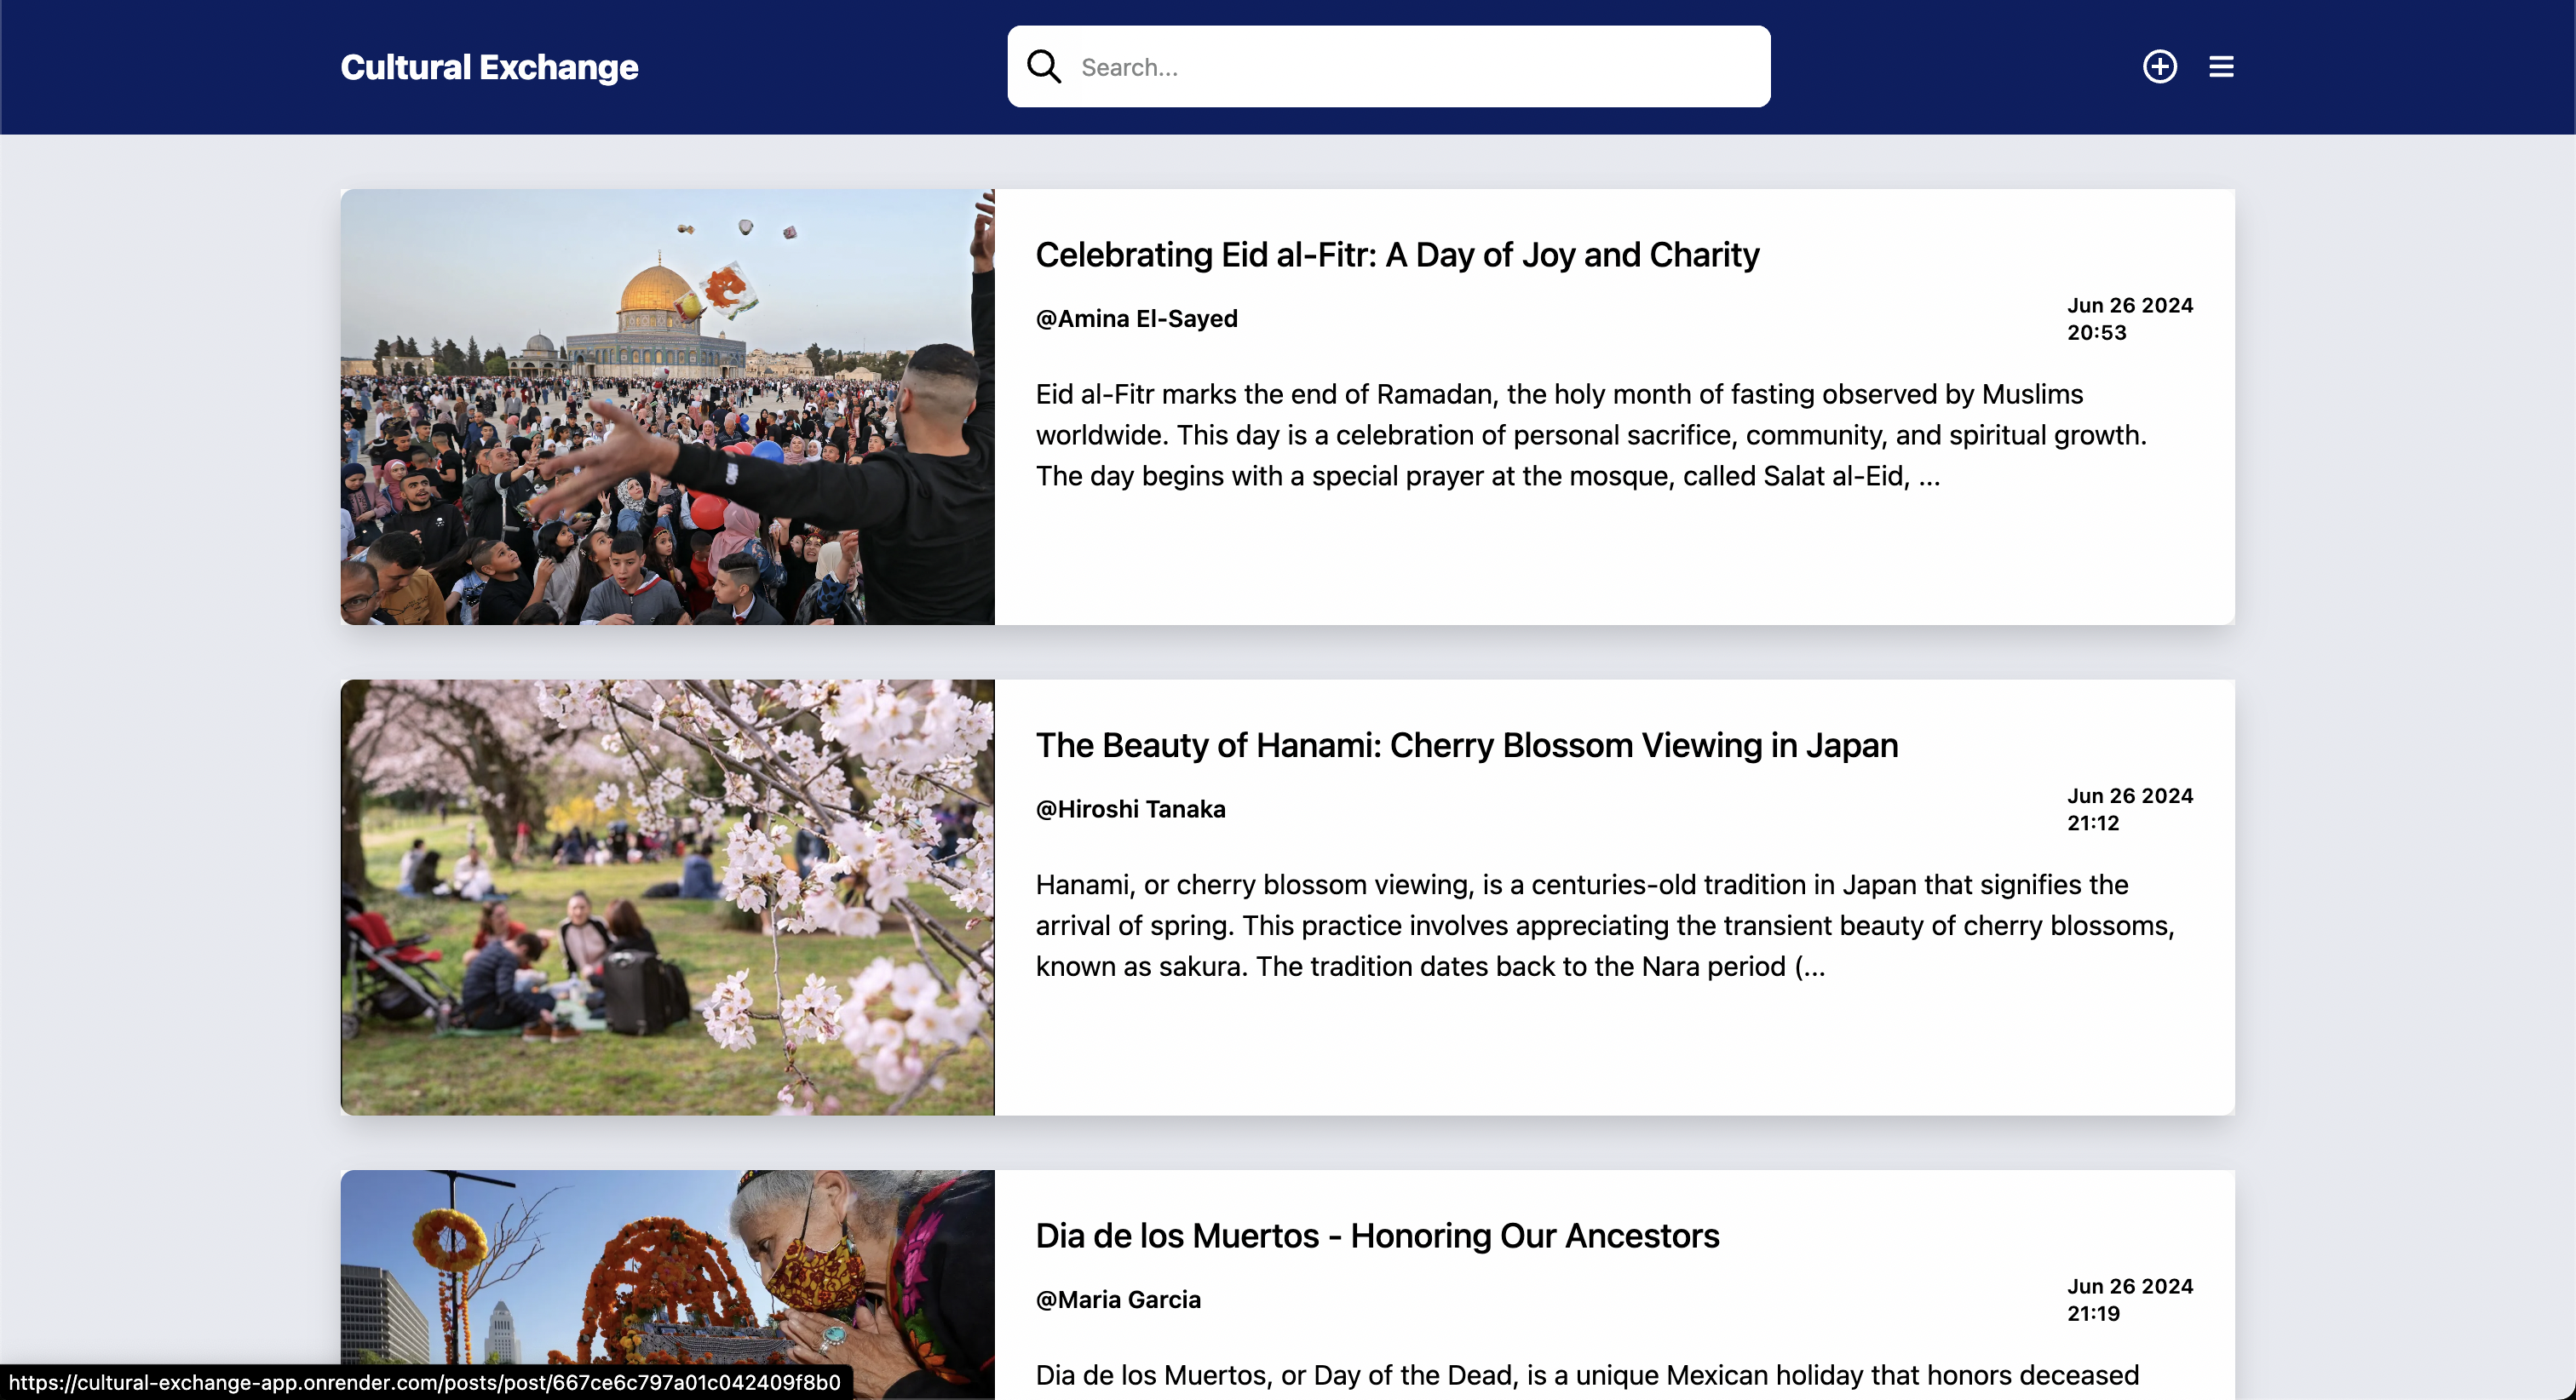 Cultural Exchange
Search...
Celebrating Eid al-Fitr: A Day of Joy and Charity
@Amina El-Sayed
Jun 26 2024
20:53
Eid al-Fitr marks the end of Ramadan, the holy month of fasting observed by Muslims
worldwide. This day is a celebration of personal sacrifice, community, and spiritual growth.
The day begins with a special prayer at the mosque, called Salat al-Eid, ...
The Beauty of Hanami: Cherry Blossom Viewing in Japan
@Hiroshi Tanaka
Jun 26 2024
21:12
Hanami, or cherry blossom viewing, is a centuries-old tradition in Japan that signifies the
arrival of spring. This practice involves appreciating the transient beauty of cherry blossoms,
known as sakura. The tradition dates back to the Nara period (...
Dia de los Muertos - Honoring Our Ancestors
@Maria Garcia
Jun 26 2024
21:19
Dia de los Muertos, or Day of the Dead, is a unique Mexican holiday that honors deceased
https://cultural-exchange-app.onrender.com/posts/post/667ce6c797a01c042409f8b0